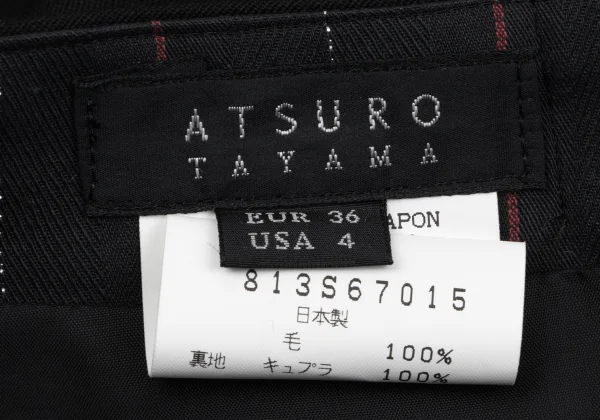 ATSURO
TAYAMA
EUR 36
USA 4
APON
813S67015
日本製
毛 100%
裏地 キュプラ 100%